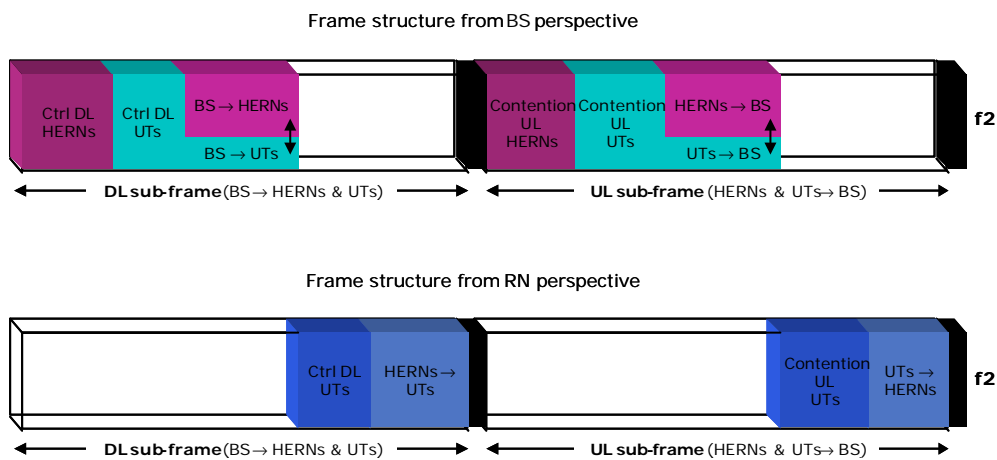 Frame structure from BS perspective
Ctrl DL
HERNs
Ctrl DL
UTs
BS → HERNs
BS → UTs
Contention
UL
HERNs
Contention
UL
UTs
HERNs → BS
UTs → BS
f2
DL sub-frame (BS → HERNs & UTs)
UL sub-frame (HERNs & UTs → BS)
Frame structure from RN perspective
Ctrl DL
UTs
HERNs →
UTs
Contention
UL
UTs
UTs →
HERNs
f2
DL sub-frame (BS → HERNs & UTs)
UL sub-frame (HERNs & UTs → BS)